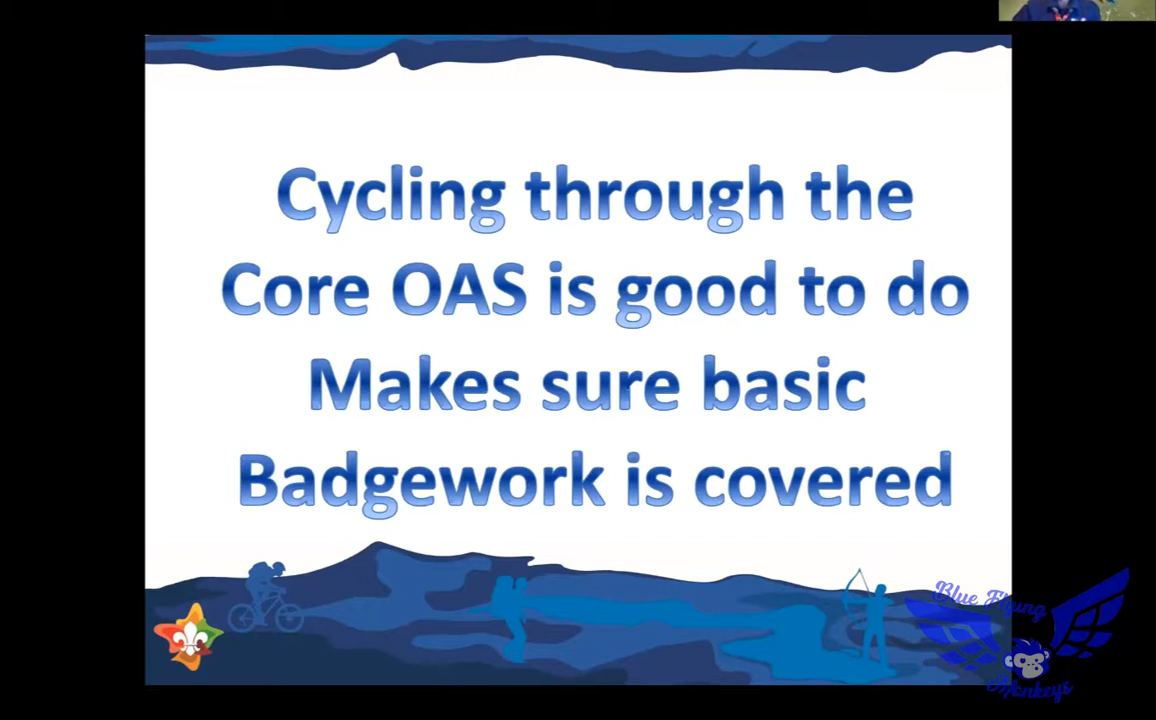 Cycling through the
Core OAS is good to do
Makes sure basic
Badgework is covered
Blue Flying
Monkeys